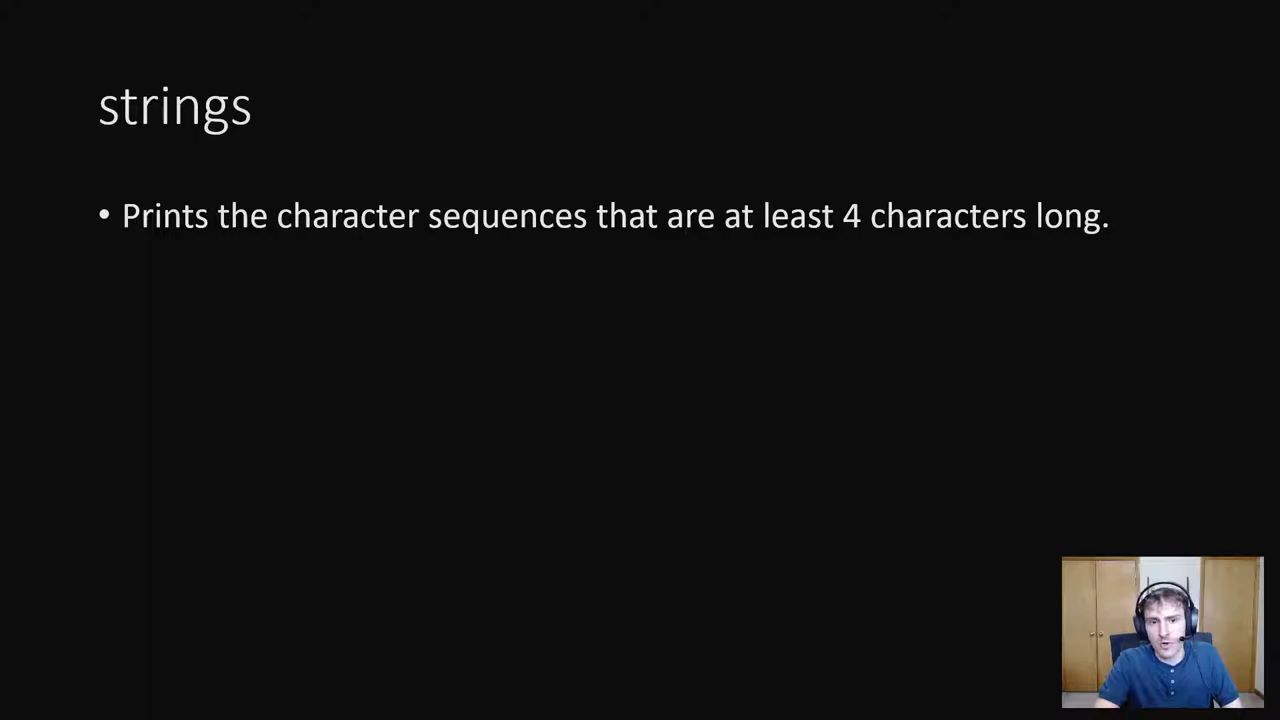 strings
• Prints the character sequences that are at least 4 characters long.